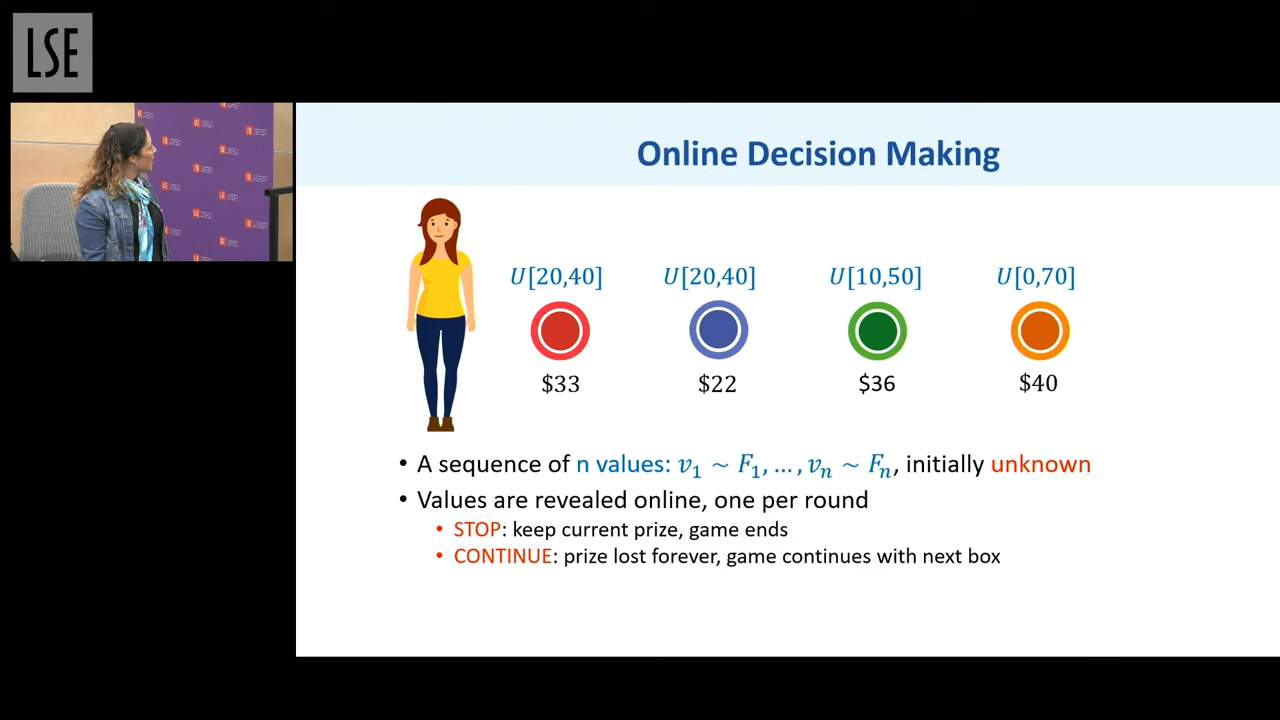 LSE
Online Decision Making
U[20,40] U[20,40] U[10,50] U[0,70]
$33 $22 $36 $40
• A sequence of n values: v₁ ~ F₁, … , vₙ ~ Fₙ, initially unknown
• Values are revealed online, one per round
• STOP: keep current prize, game ends
• CONTINUE: prize lost forever, game continues with next box